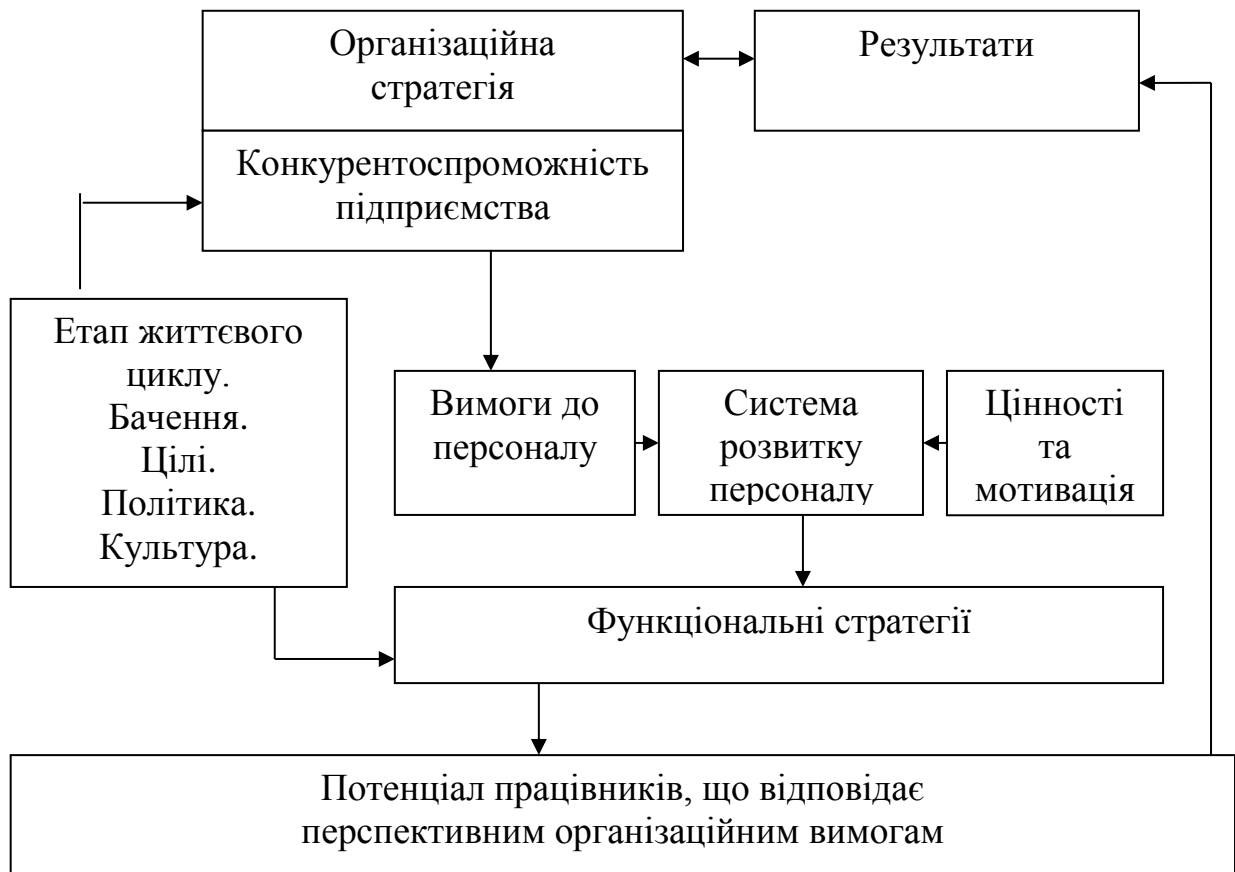 Організаційна
стратегія
Результати
Конкурентоспроможність
підприємства
Етап життєвого
циклу.
Бачення.
Цілі.
Політика.
Культура.
Вимоги до
персоналу
Система
розвитку
персоналу
Цінності
та
мотивація
Функціональні стратегії
Потенціал працівників, що відповідає
перспективним організаційним вимогам